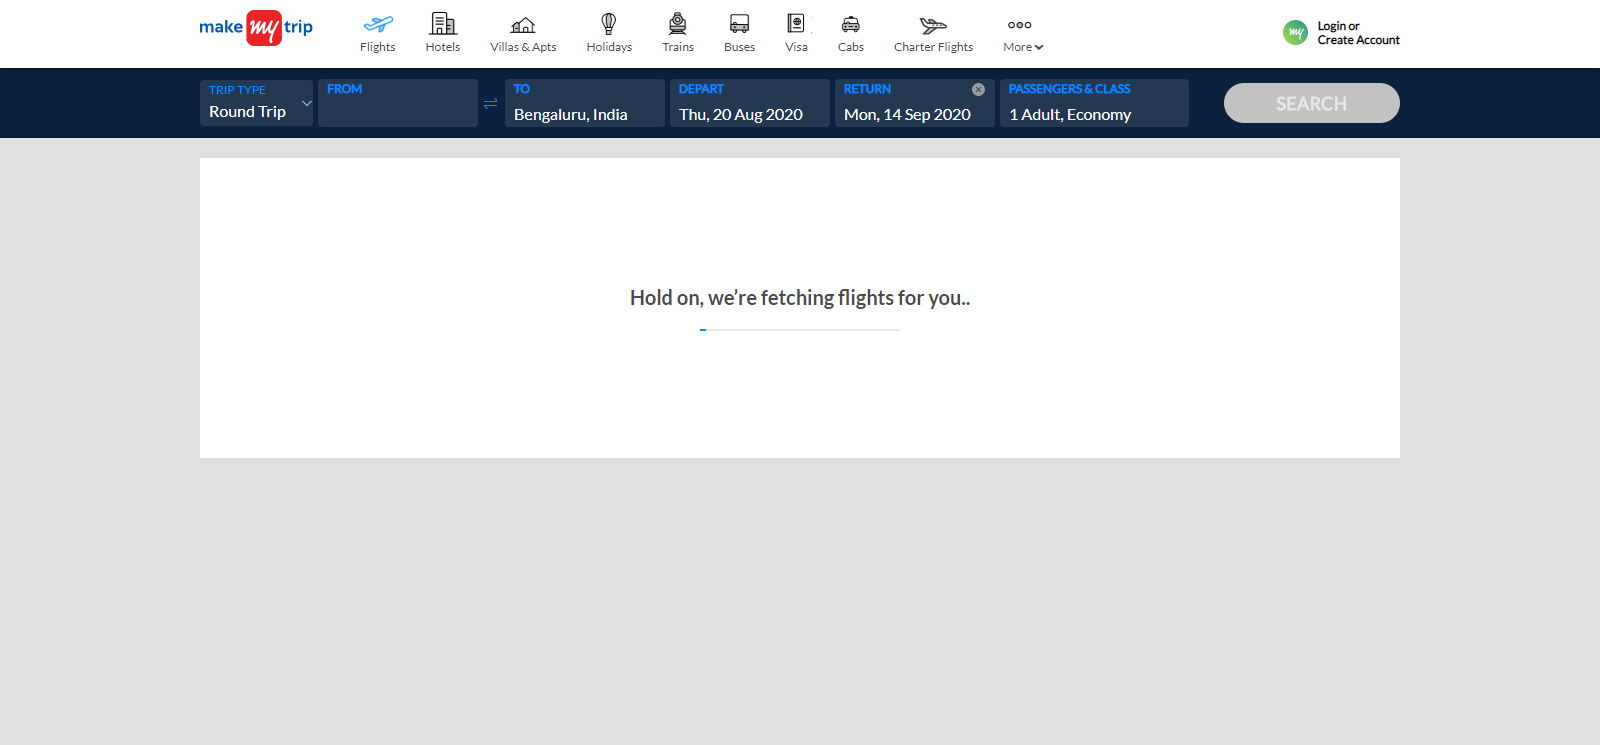 make my trip
Flights
Hotels
Villas & Apts
Holidays
Trains
Buses
Visa
Cabs
Charter Flights
More
my
Login or
Create Account
TRIP TYPE
Round Trip
FROM
TO
Bengaluru, India
DEPART
Thu, 20 Aug 2020
RETURN
Mon, 14 Sep 2020
PASSENGERS & CLASS
1 Adult, Economy
SEARCH
Hold on, we’re fetching flights for you..